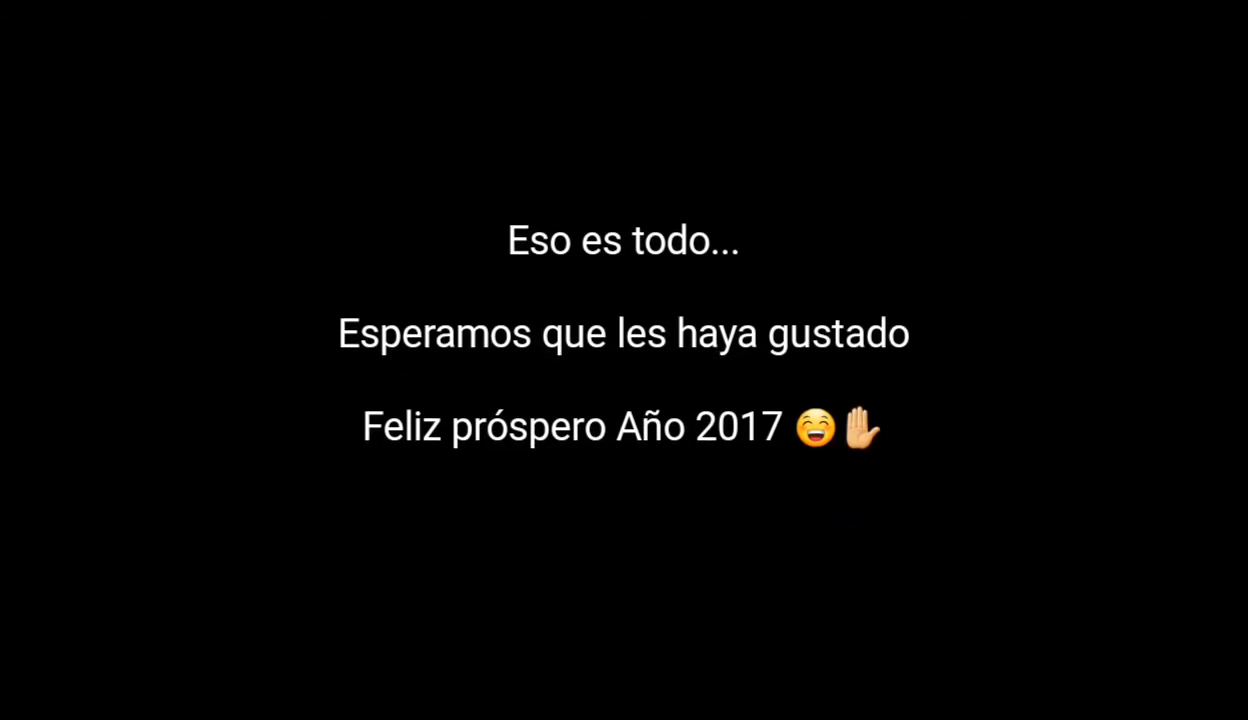 Eso es todo...
Esperamos que les haya gustado
Feliz próspero Año 2017 😁✋🏼